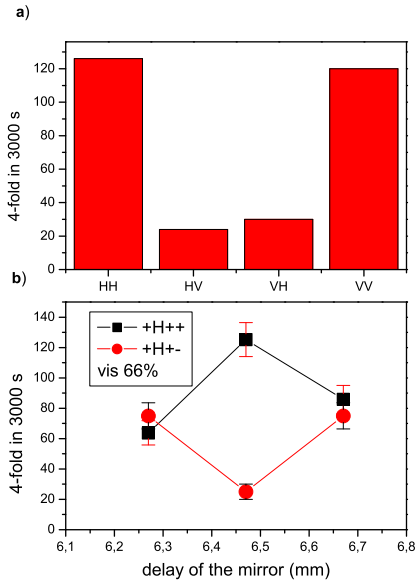 a)
4-fold in 3000 s
120
100
80
60
40
20
0
HH HV VH VV
b)
4-fold in 3000 s
140
120
100
80
60
40
20
0
+H++
+H+-
vis 66%
6,1 6,2 6,3 6,4 6,5 6,6 6,7 6,8
delay of the mirror (mm)